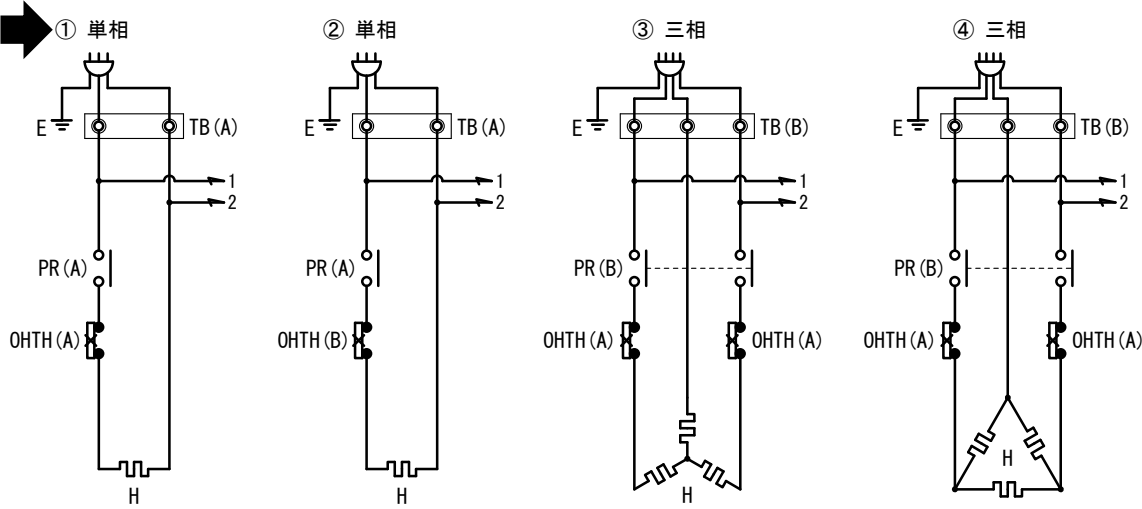 ① 単相
② 単相
③ 三相
④ 三相
E
TB(A)
E
TB(A)
E
TB(B)
E
TB(B)
1
1
1
1
2
2
2
2
PR(A)
PR(A)
PR(B)
PR(B)
OHTH(A)
OHTH(B)
OHTH(A)
OHTH(A)
OHTH(A)
OHTH(A)
H
H
H
H